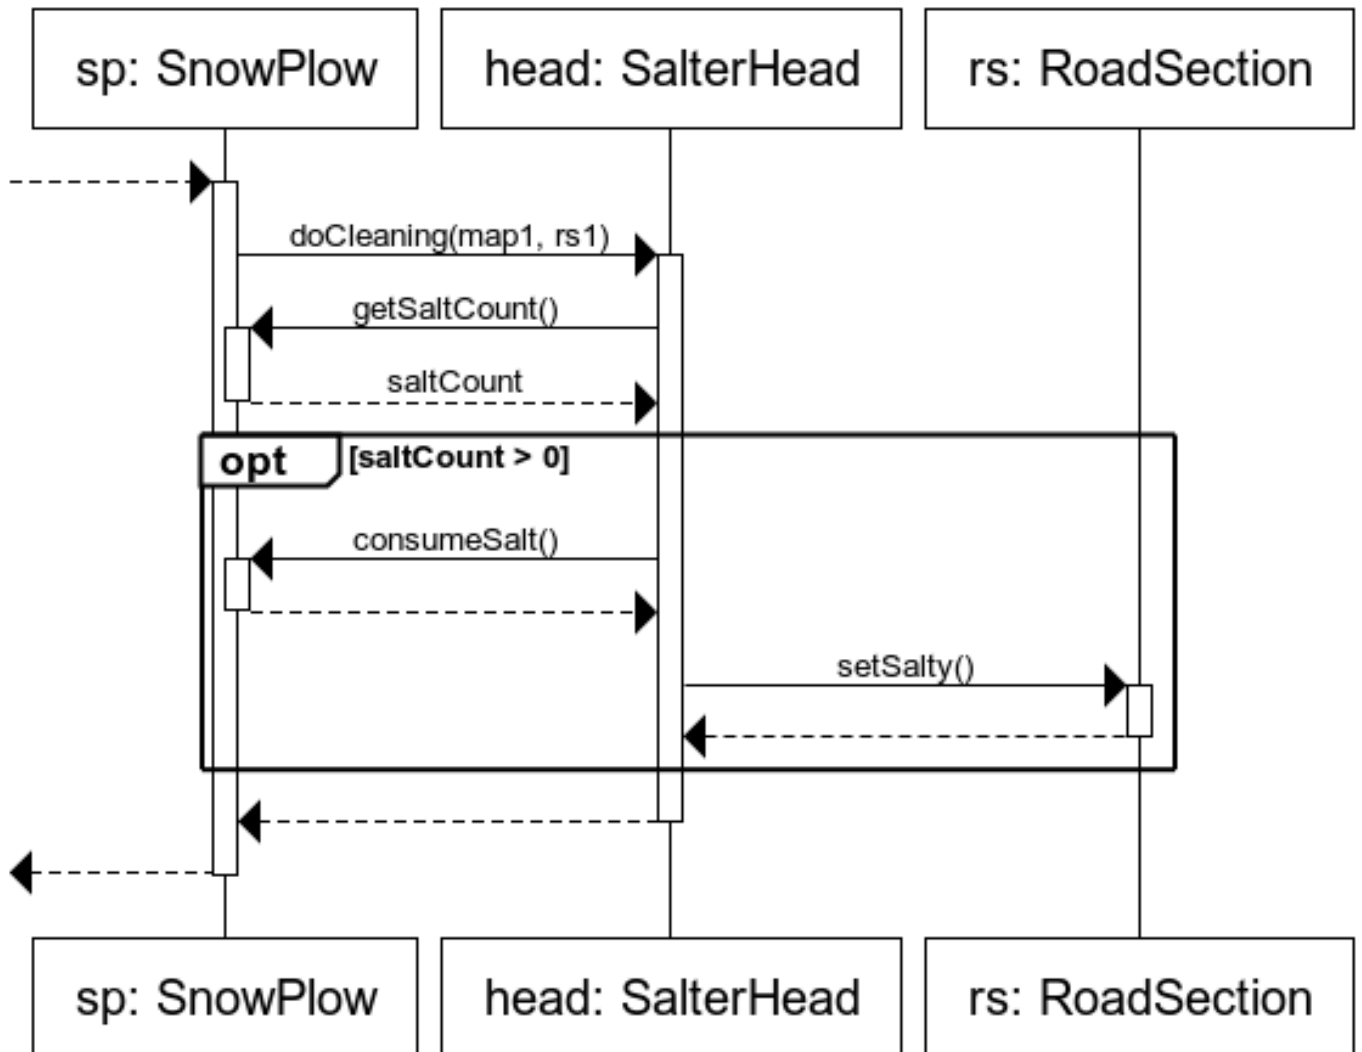 sp: SnowPlow
head: SalterHead
rs: RoadSection
doCleaning(map1, rs1)
getSaltCount()
saltCount
opt [saltCount > 0]
consumeSalt()
setSalty()
sp: SnowPlow
head: SalterHead
rs: RoadSection